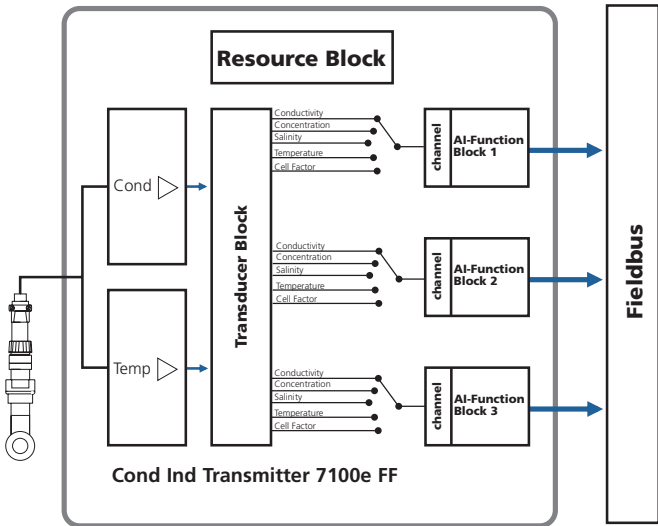 Resource Block
Cond
Temp
Transducer Block
Conductivity
Concentration
Salinity
Temperature
Cell Factor
channel
AI-Function
Block 1
Conductivity
Concentration
Salinity
Temperature
Cell Factor
channel
AI-Function
Block 2
Conductivity
Concentration
Salinity
Temperature
Cell Factor
channel
AI-Function
Block 3
Fieldbus
Cond Ind Transmitter 7100e FF